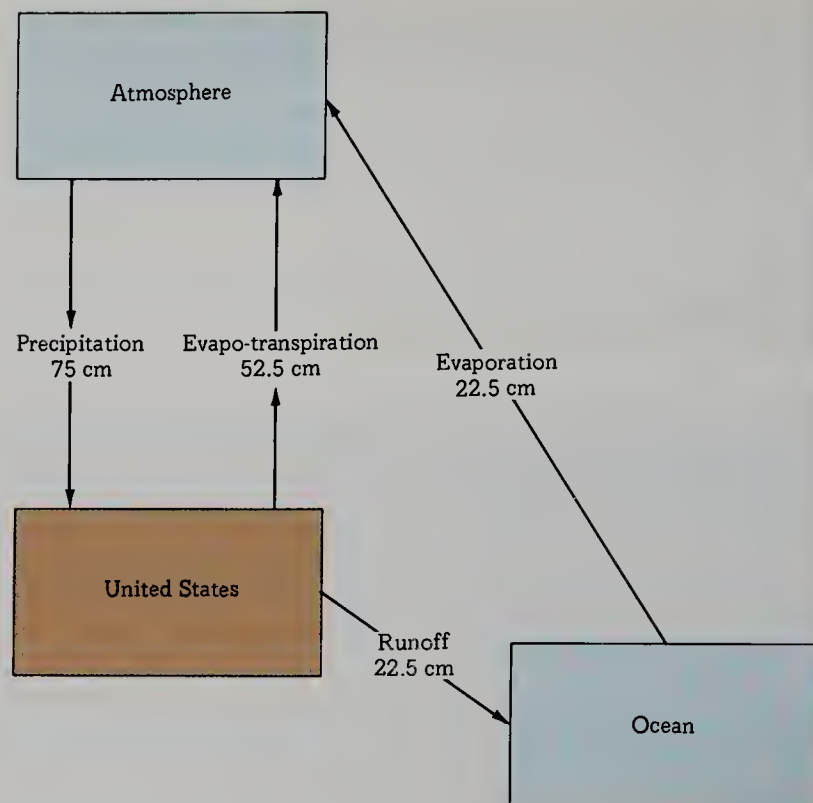 Atmosphere
Precipitation
75 cm
Evapo-transpiration
52.5 cm
Evaporation
22.5 cm
United States
Runoff
22.5 cm
Ocean